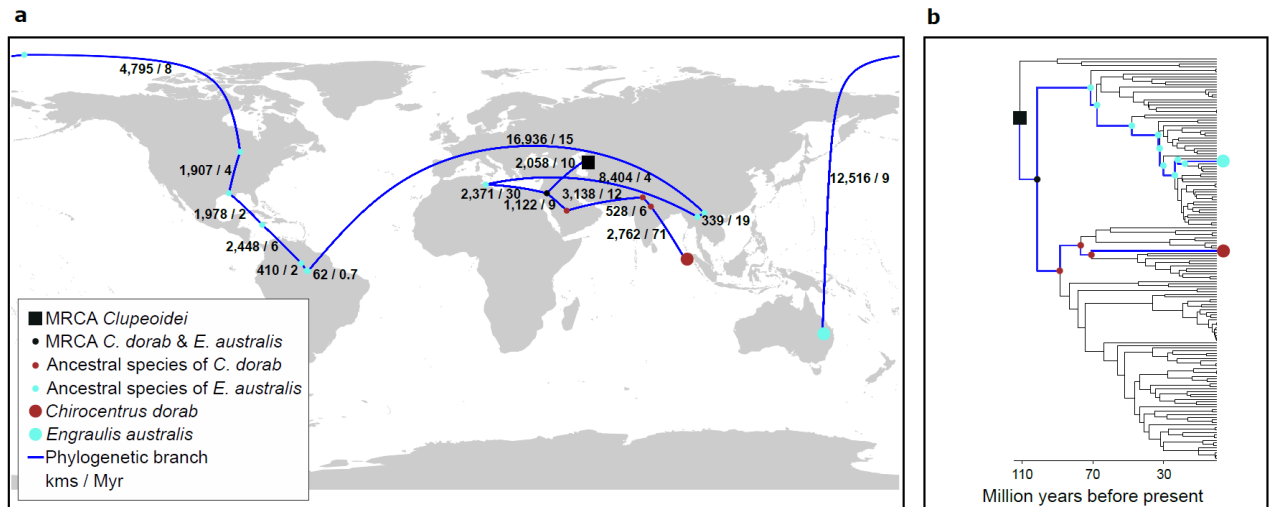 a
b
4,795 / 8
16,936 / 15
2,058 / 10
1,907 / 4
8,404 / 4
12,516 / 9
2,371 / 30
3,138 / 12
1,122 / 9
528 / 6
339 / 19
1,978 / 2
2,762 / 71
2,448 / 6
410 / 2
62 / 0.7
MRCA Clupeoidei
MRCA C. dorab & E. australis
Ancestral species of C. dorab
Ancestral species of E. australis
Chirocentrus dorab
Engraulis australis
Phylogenetic branch
kms / Myr
110 70 30
Million years before present